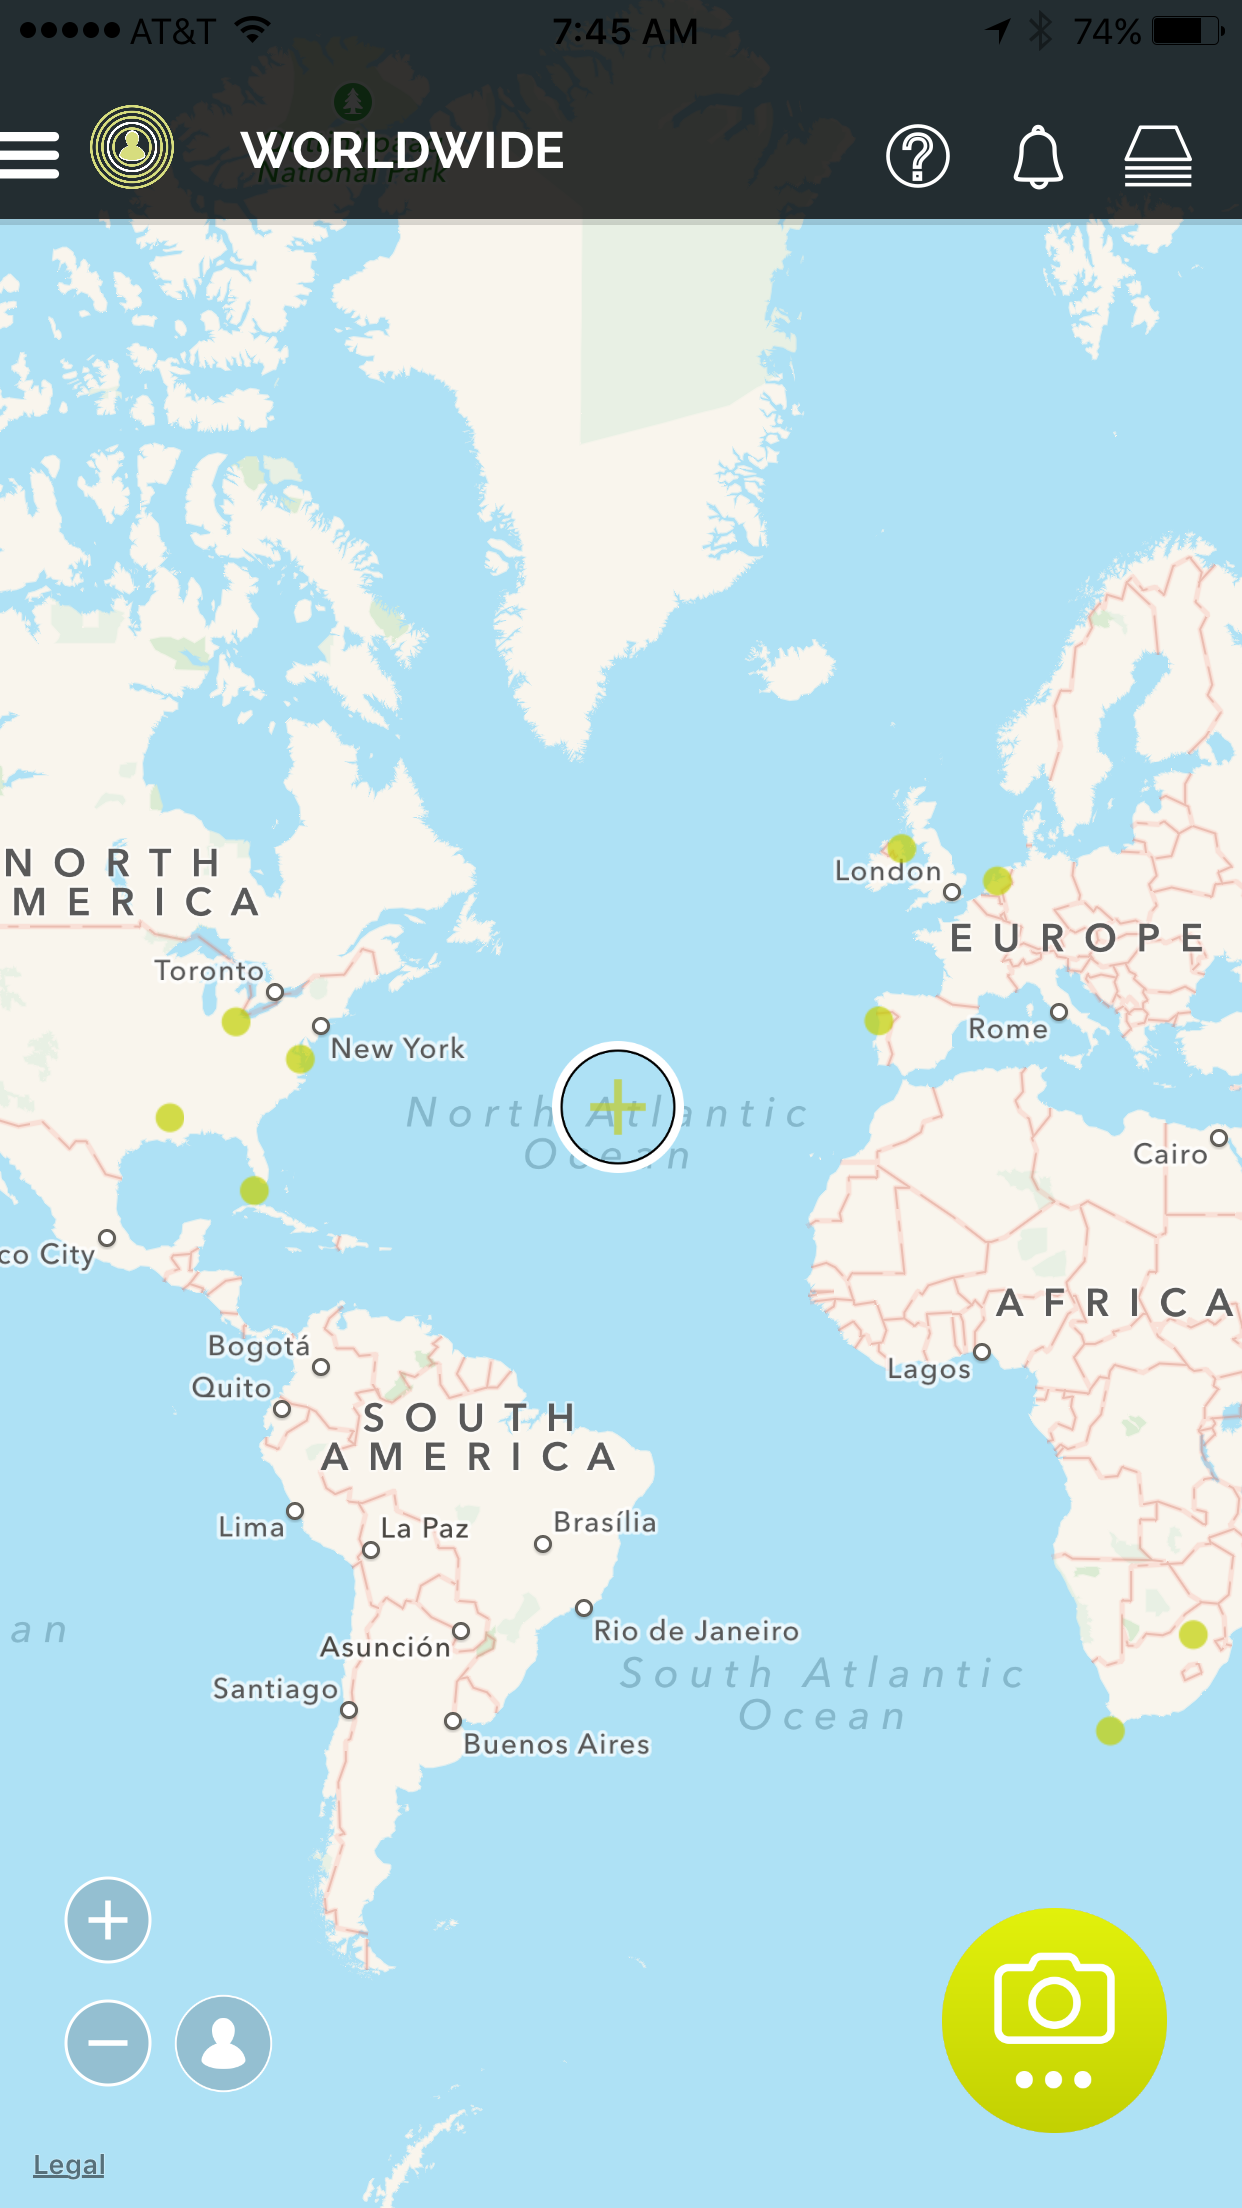 AT&T 7:45 AM 74%
WORLDWIDE
National Park
NORTH
MERICA
London
EUROPE
Toronto
New York
Rome
North Atlantic
Ocean
Cairo
co City
AFRICA
Bogotá
Lagos
Quito
SOUTH
AMERICA
Lima
La Paz
Brasília
an
Asunción
Rio de Janeiro
South Atlantic
Ocean
Santiago
Buenos Aires
Legal